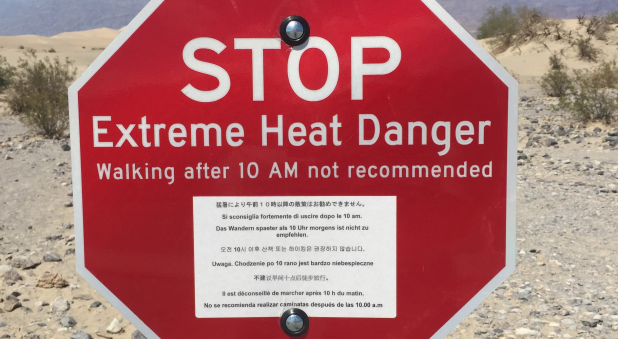 STOP
Extreme Heat Danger
Walking after 10 AM not recommended
猛暑により午前10時以降の散策はお勧めできません。
Si sconsiglia fortemente di uscire dopo le 10 am.
Das Wandern spaster als 10 Uhr morgens ist nicht zu
empfehlen.
오전 10시 이후 산책 또는 하이킹은 권장하지 않습니다.
Uwaga. Chodzenie po 10 rano jest bardzo niebespieczne
不建议早间十点后徒步旅行。
Il est déconseillé de marcher après 10 h du matin.
No se recomienda realizar caminatas después de las 10.00 a.m